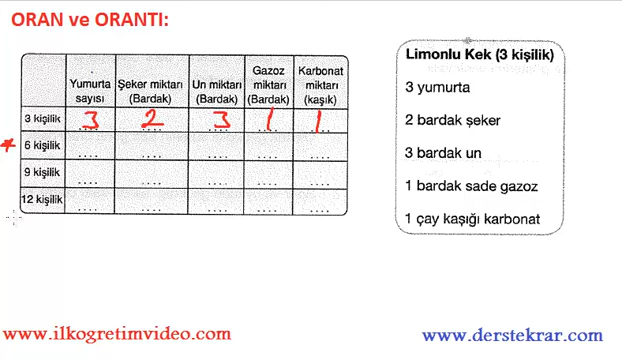 ORAN ve ORANTI:
Yumurta sayısı Şeker miktarı (Bardak) Un miktarı (Bardak) Gazoz miktarı (Bardak) Karbonat miktarı (kaşık)
3 kişilik 3 2 3 1 1
6 kişilik .... .... .... .... ....
9 kişilik .... .... .... .... ....
12 kişilik .... .... .... .... ....
Limonlu Kek (3 kişilik)
3 yumurta
2 bardak şeker
3 bardak un
1 bardak sade gazoz
1 çay kaşığı karbonat
www.ilkogretimvideo.com
www.derstekrar.com